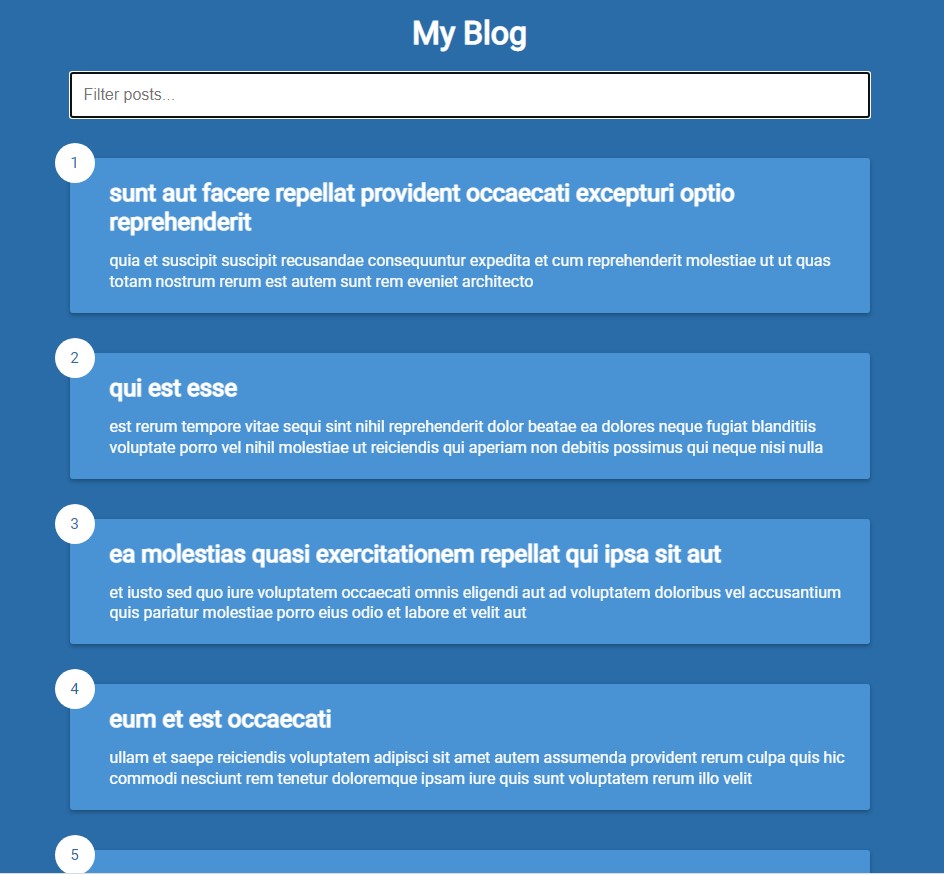 My Blog
Filter posts...
1
sunt aut facere repellat provident occaecati excepturi optio
reprehenderit
quia et suscipit suscipit recusandae consequuntur expedita et cum reprehenderit molestiae ut ut quas
totam nostrum rerum est autem sunt rem eveniet architecto
2
qui est esse
est rerum tempore vitae sequi sint nihil reprehenderit dolor beatae ea dolores neque fugiat blanditiis
voluptate porro vel nihil molestiae ut reiciendis qui aperiam non debitis possimus qui neque nisi nulla
3
ea molestias quasi exercitationem repellat qui ipsa sit aut
et iusto sed quo iure voluptatem occaecati omnis eligendi aut ad voluptatem doloribus vel accusantium
quis pariatur molestiae porro eius odio et labore et velit aut
4
eum et est occaecati
ullam et saepe reiciendis voluptatem adipisci sit amet autem assumenda provident rerum culpa quis hic
commodi nesciunt rem tenetur doloremque ipsam iure quis sunt voluptatem rerum illo velit
5